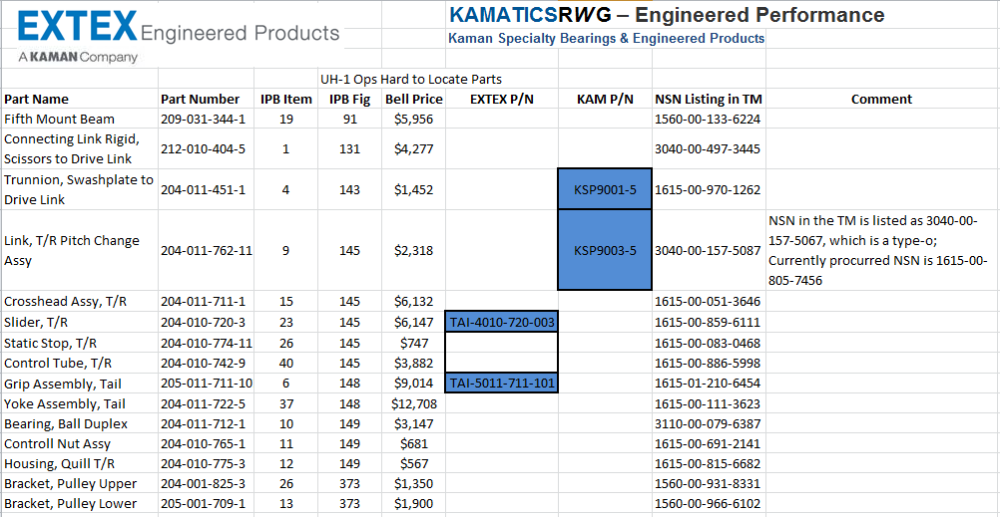 EXTEX Engineered Products
A KAMAN Company
KAMATICSRWG – Engineered Performance
Kaman Specialty Bearings & Engineered Products
UH-1 Ops Hard to Locate Parts
Part Name Part Number IPB Item IPB Fig Bell Price EXTEX P/N KAM P/N NSN Listing in TM Comment
Fifth Mount Beam 209-031-344-1 19 91 $5,956 1560-00-133-6224
Connecting Link Rigid,
Scissors to Drive Link 212-010-404-5 1 131 $4,277 3040-00-497-3445
Trunnion, Swashplate to
Drive Link 204-011-451-1 4 143 $1,452 KSP9001-5 1615-00-970-1262
Link, T/R Pitch Change
Assy 204-011-762-11 9 145 $2,318 KSP9003-5 3040-00-157-5087
NSN in the TM is listed as 3040-00-
157-5067, which is a type-o;
Currently procurred NSN is 1615-00-
805-7456
Crosshead Assy, T/R 204-011-711-1 15 145 $6,132 1615-00-051-3646
Slider, T/R 204-010-720-3 23 145 $6,147 TAI-4010-720-003 1615-00-859-6111
Static Stop, T/R 204-010-774-11 26 145 $747 1615-00-083-0468
Control Tube, T/R 204-010-742-9 40 145 $3,882 1615-00-886-5998
Grip Assembly, Tail 205-011-711-10 6 148 $9,014 TAI-5011-711-101 1615-01-210-6454
Yoke Assembly, Tail 204-011-722-5 37 148 $12,708 1615-00-111-3623
Bearing, Ball Duplex 204-011-712-1 10 149 $3,147 3110-00-079-6387
Controll Nut Assy 204-010-765-1 11 149 $681 1615-00-691-2141
Housing, Quill T/R 204-010-775-3 12 149 $567 1615-00-815-6682
Bracket, Pulley Upper 204-001-825-3 26 373 $1,350 1560-00-931-8331
Bracket, Pulley Lower 205-001-709-1 13 373 $1,900 1560-00-966-6102